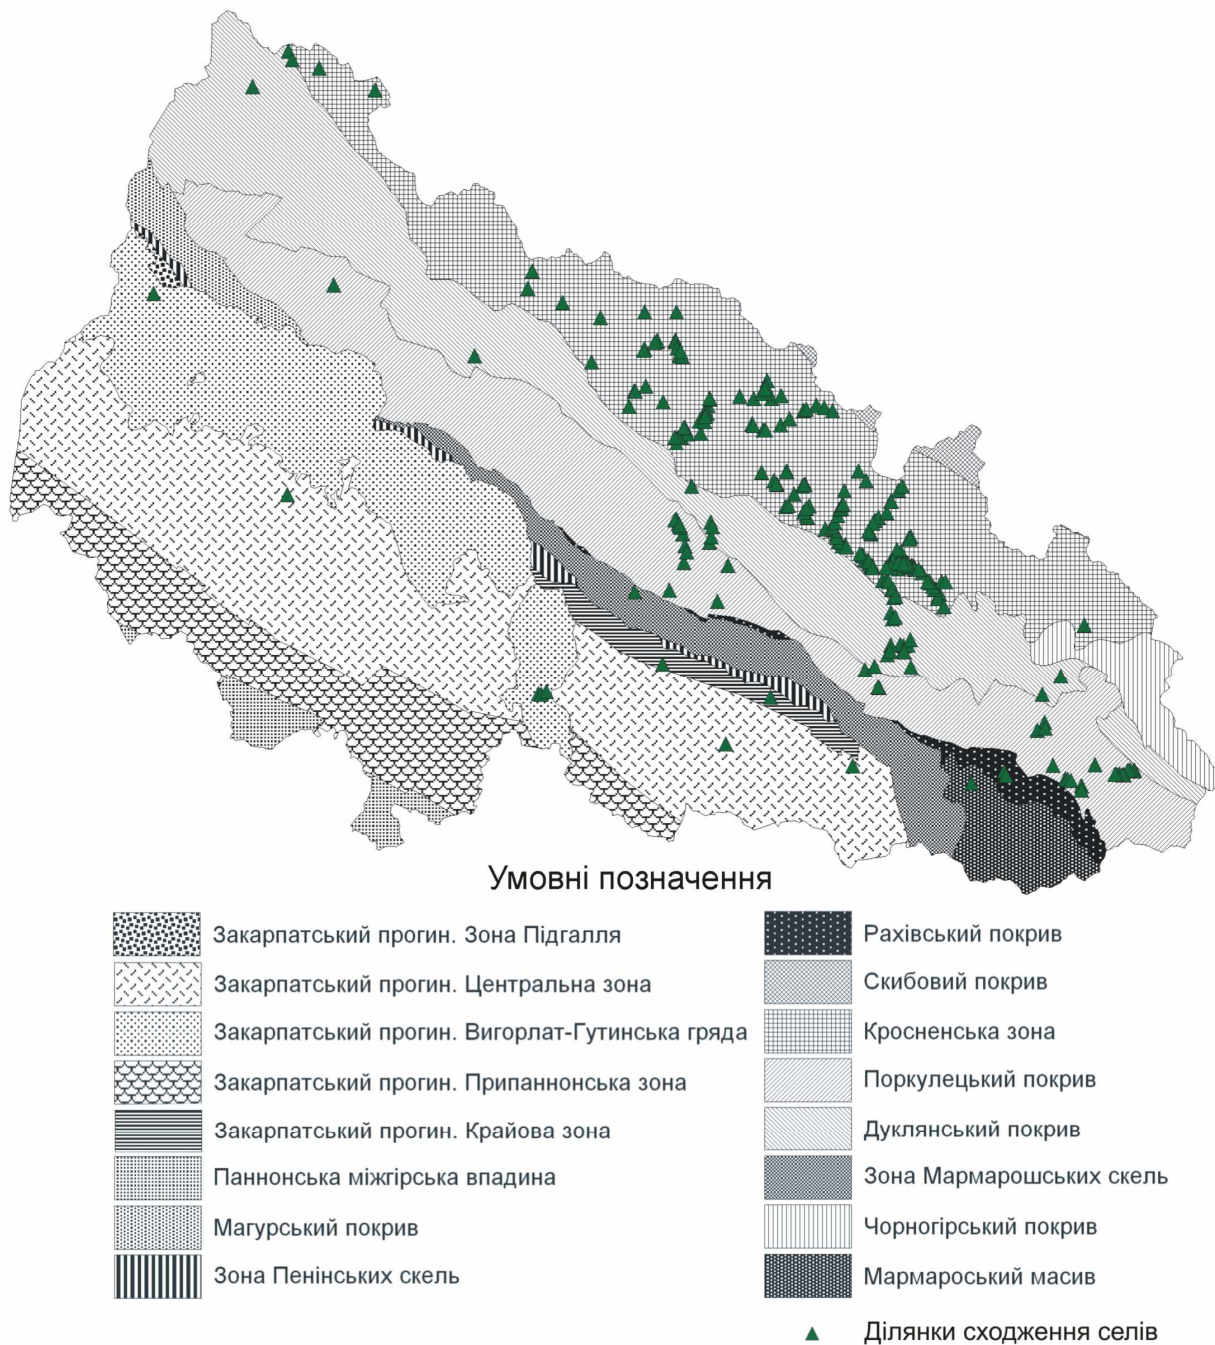 Умовні позначення
Закарпатський прогин. Зона Підгалля
Закарпатський прогин. Центральна зона
Закарпатський прогин. Вигорлат-Гутинська гряда
Закарпатський прогин. Припаннонська зона
Закарпатський прогин. Крайова зона
Паннонська міжгірська впадина
Магурський покрив
Зона Пенінських скель
Рахівський покрив
Скибовий покрив
Кросненська зона
Поркулецький покрив
Дуклянський покрив
Зона Мармарошських скель
Чорногірський покрив
Мармароський масив
Ділянки сходження селів